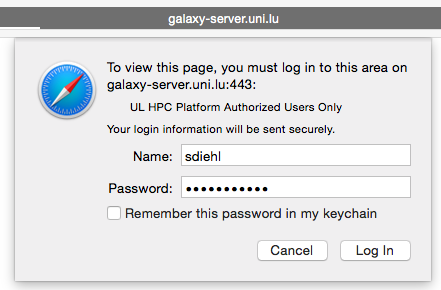 galaxy-server.uni.lu
To view this page, you must log in to this area on
galaxy-server.uni.lu:443:
UL HPC Platform Authorized Users Only
Your login information will be sent securely.
Name: sdiehl
Password: •••••••••••
Remember this password in my keychain
Cancel Log In